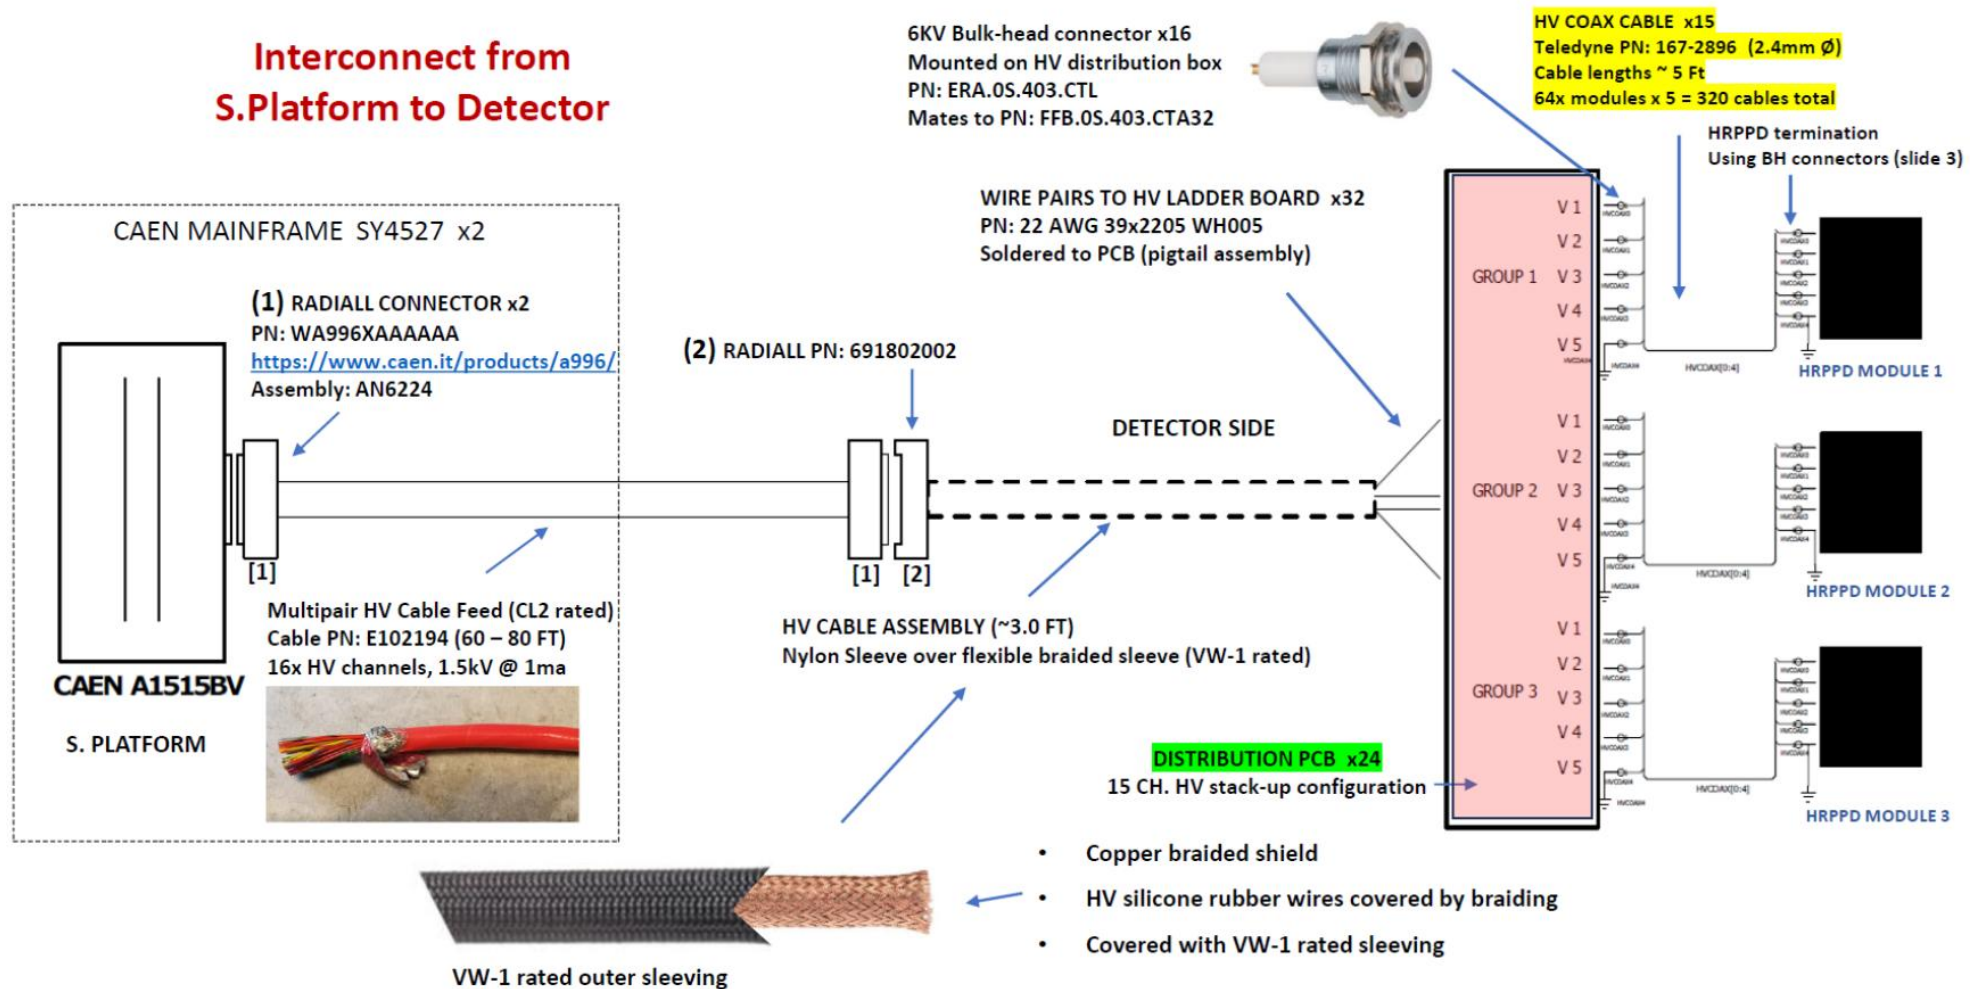 Interconnect from
S.Platform to Detector
6KV Bulk-head connector x16
Mounted on HV distribution box
PN: ERA.0S.403.CTL
Mates to PN: FFB.0S.403.CTA32
HV COAX CABLE x15
Teledyne PN: 167-2896 (2.4mm Ø)
Cable lengths ~ 5 Ft
64x modules x 5 = 320 cables total
HRPPD termination
Using BH connectors (slide 3)
WIRE PAIRS TO HV LADDER BOARD x32
PN: 22 AWG 39x2205 WH005
Soldered to PCB (pigtail assembly)
CAEN MAINFRAME SY4527 x2
(1) RADIALL CONNECTOR x2
PN: WA996XAAAAAA
https://www.caen.it/products/a996/
Assembly: AN6224
(2) RADIALL PN: 691802002
DETECTOR SIDE
[1]
[1]
[2]
Multipair HV Cable Feed (CL2 rated)
Cable PN: E102194 (60 – 80 FT)
16x HV channels, 1.5kV @ 1ma
CAEN A1515BV
S. PLATFORM
HV CABLE ASSEMBLY (~3.0 FT)
Nylon Sleeve over flexible braided sleeve (VW-1 rated)
DISTRIBUTION PCB x24
15 CH. HV stack-up configuration
GROUP 1
V 1
V 2
V 3
V 4
V 5
HVCOAX[0:4]
HRPPD MODULE 1
GROUP 2
V 1
V 2
V 3
V 4
V 5
HVCOAX[0:4]
HRPPD MODULE 2
GROUP 3
V 1
V 2
V 3
V 4
V 5
HVCOAX[0:4]
HRPPD MODULE 3
• Copper braided shield
• HV silicone rubber wires covered by braiding
• Covered with VW-1 rated sleeving
VW-1 rated outer sleeving